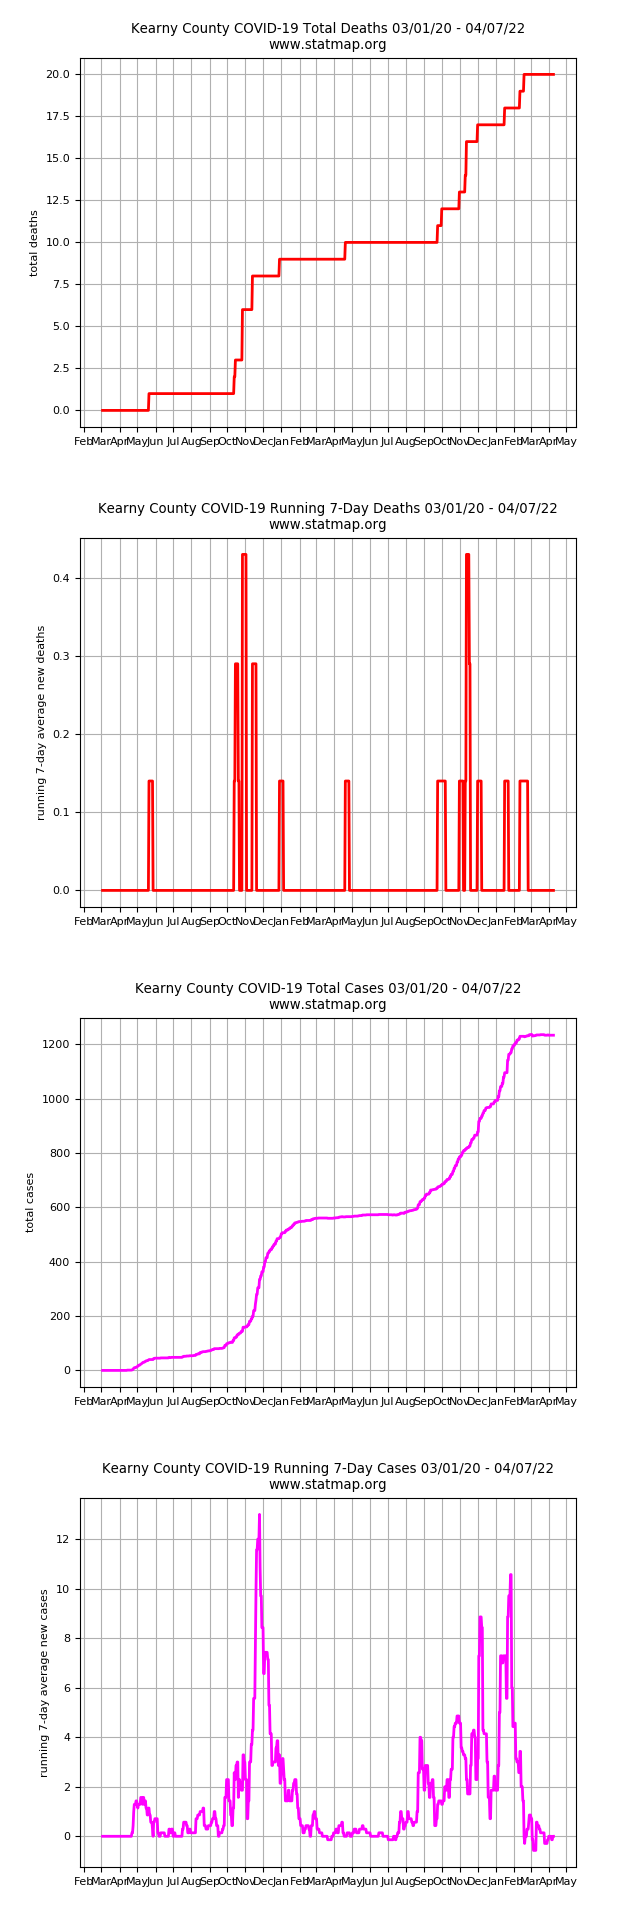 Kearny County COVID-19 Total Deaths 03/01/20 - 04/07/22
www.statmap.org
20.0
17.5
15.0
12.5
10.0
7.5
5.0
2.5
0.0
total deaths
Feb Mar Apr May Jun Jul Aug Sep Oct Nov Dec Jan Feb Mar Apr May Jun Jul Aug Sep Oct Nov Dec Jan Feb Mar Apr May
Kearny County COVID-19 Running 7-Day Deaths 03/01/20 - 04/07/22
www.statmap.org
0.4
0.3
0.2
0.1
0.0
running 7-day average new deaths
Feb Mar Apr May Jun Jul Aug Sep Oct Nov Dec Jan Feb Mar Apr May Jun Jul Aug Sep Oct Nov Dec Jan Feb Mar Apr May
Kearny County COVID-19 Total Cases 03/01/20 - 04/07/22
www.statmap.org
1200
1000
800
600
400
200
0
total cases
Feb Mar Apr May Jun Jul Aug Sep Oct Nov Dec Jan Feb Mar Apr May Jun Jul Aug Sep Oct Nov Dec Jan Feb Mar Apr May
Kearny County COVID-19 Running 7-Day Cases 03/01/20 - 04/07/22
www.statmap.org
12
10
8
6
4
2
0
running 7-day average new cases
Feb Mar Apr May Jun Jul Aug Sep Oct Nov Dec Jan Feb Mar Apr May Jun Jul Aug Sep Oct Nov Dec Jan Feb Mar Apr May